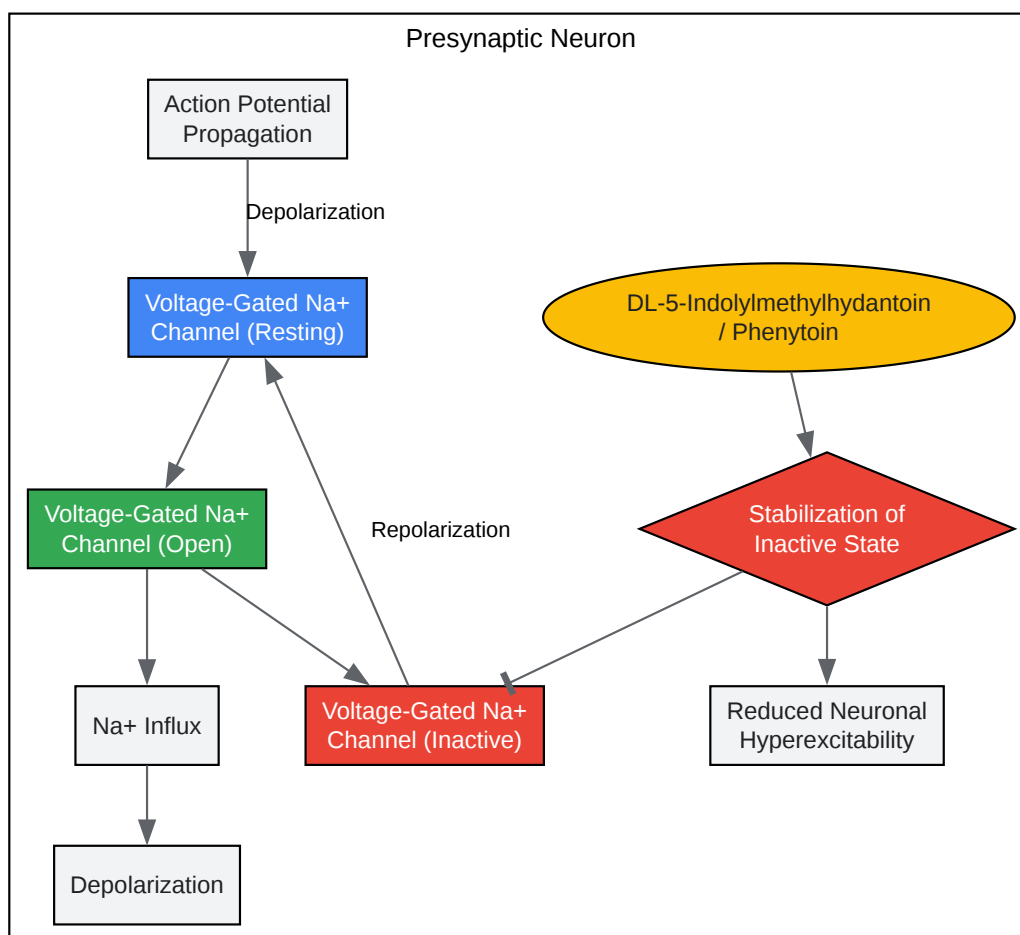 Presynaptic Neuron
Action Potential
Propagation
Depolarization
Voltage-Gated Na+
Channel (Resting)
DL-5-Indolylmethylhydantoin
/ Phenytoin
Voltage-Gated Na+
Channel (Open)
Repolarization
Stabilization of
Inactive State
Na+ Influx
Voltage-Gated Na+
Channel (Inactive)
Reduced Neuronal
Hyperexcitability
Depolarization